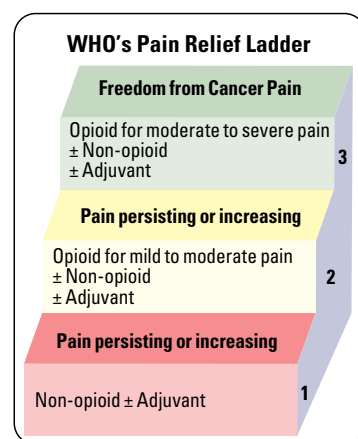 WHO's Pain Relief Ladder
Freedom from Cancer Pain
Opioid for moderate to severe pain
± Non-opioid
± Adjuvant
3
Pain persisting or increasing
Opioid for mild to moderate pain
± Non-opioid
± Adjuvant
2
Pain persisting or increasing
Non-opioid ± Adjuvant
1